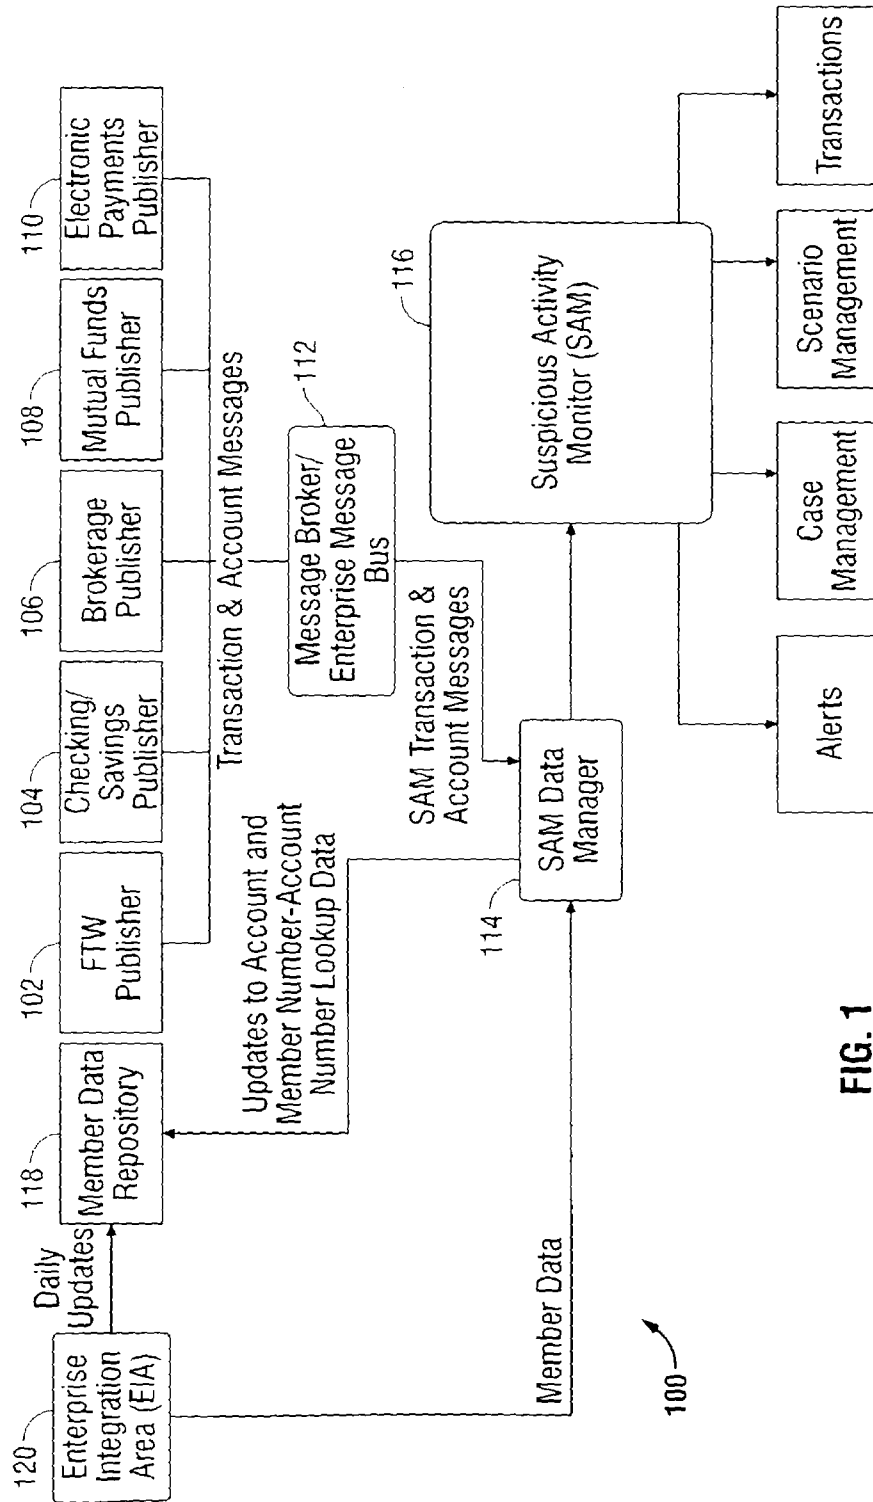 120
Enterprise
Integration
Area (EIA)
Daily
Updates
118
Member Data
Repository
102
FTW
Publisher
104
Checking/
Savings
Publisher
106
Brokerage
Publisher
108
Mutual Funds
Publisher
110
Electronic
Payments
Publisher
Transaction & Account Messages
Updates to Account and
Member Number-Account
Number Lookup Data
112
Message Broker/
Enterprise Message
Bus
SAM Transaction &
Account Messages
114
SAM Data
Manager
116
Suspicious Activity
Monitor (SAM)
Member Data
Alerts
Case
Management
Scenario
Management
Transactions
100
FIG. 1